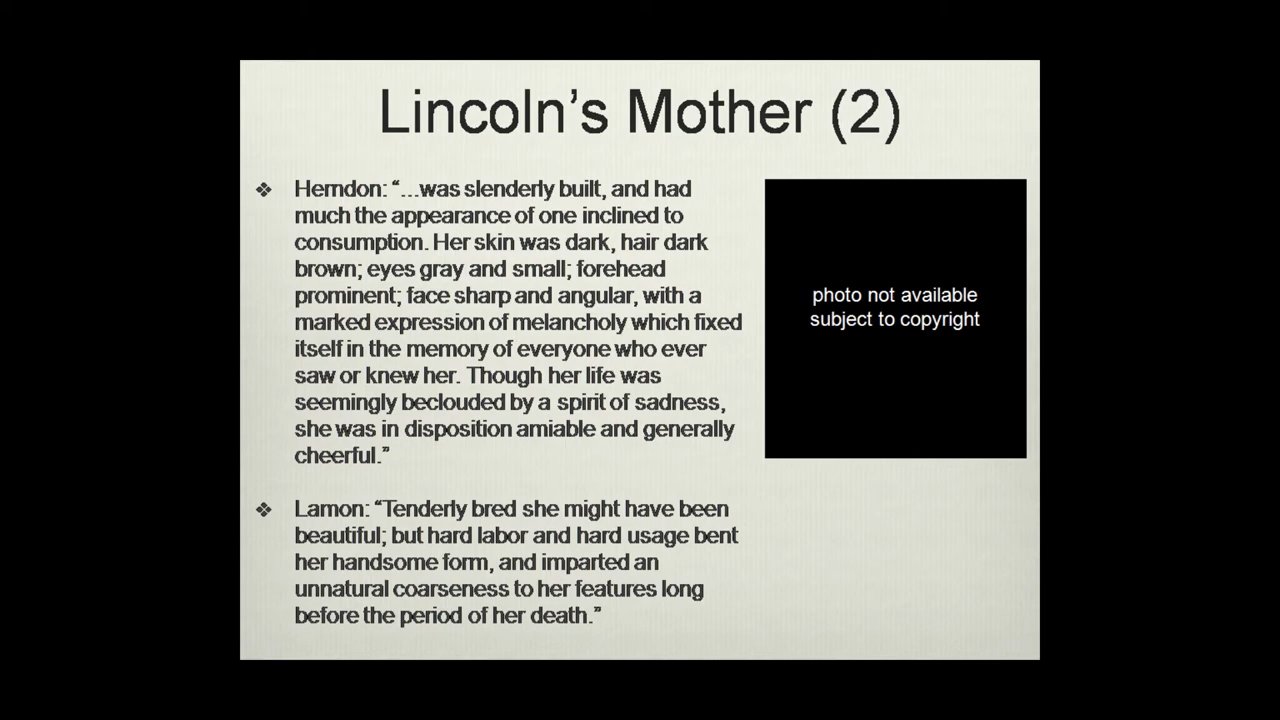 Lincoln’s Mother (2)
❖ Herndon: “...was slenderly built, and had
much the appearance of one inclined to
consumption. Her skin was dark, hair dark
brown; eyes gray and small; forehead
prominent; face sharp and angular, with a
marked expression of melancholy which fixed
itself in the memory of everyone who ever
saw or knew her. Though her life was
seemingly beclouded by a spirit of sadness,
she was in disposition amiable and generally
cheerful.”
❖ Lamon: “Tenderly bred she might have been
beautiful; but hard labor and hard usage bent
her handsome form, and imparted an
unnatural coarseness to her features long
before the period of her death.”
photo not available
subject to copyright